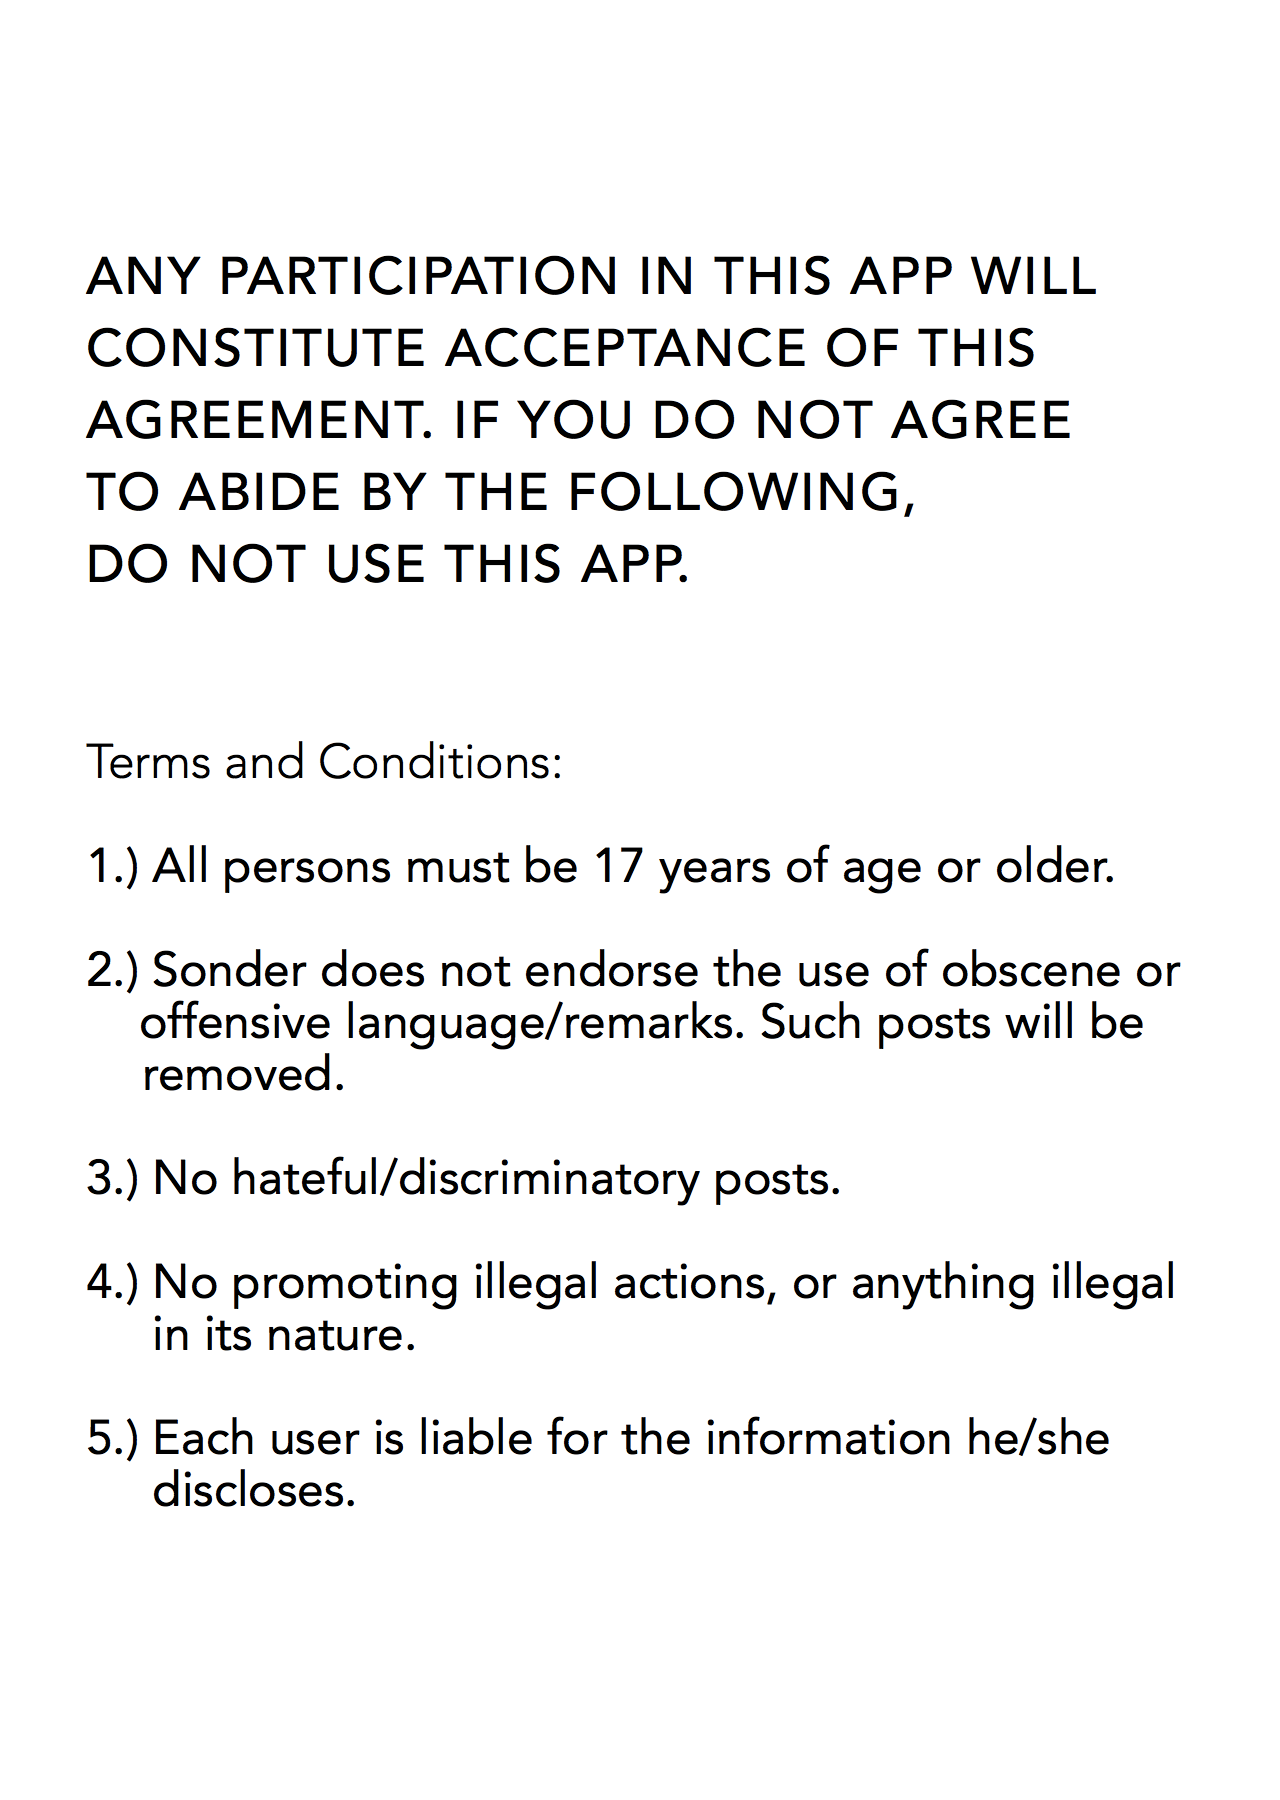 ANY PARTICIPATION IN THIS APP WILL
CONSTITUTE ACCEPTANCE OF THIS
AGREEMENT. IF YOU DO NOT AGREE
TO ABIDE BY THE FOLLOWING,
DO NOT USE THIS APP.
Terms and Conditions:
1.) All persons must be 17 years of age or older.
2.) Sonder does not endorse the use of obscene or
offensive language/remarks. Such posts will be
removed.
3.) No hateful/discriminatory posts.
4.) No promoting illegal actions, or anything illegal
in its nature.
5.) Each user is liable for the information he/she
discloses.